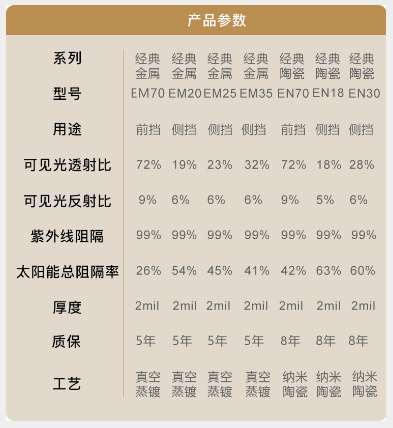 产品参数
系列 经典金属 经典金属 经典金属 经典金属 经典陶瓷 经典陶瓷 经典陶瓷
型号 EM70 EM20 EM25 EM35 EN70 EN18 EN30
用途 前挡 侧挡 侧挡 侧挡 前挡 侧挡 侧挡
可见光透射比 72% 19% 23% 32% 72% 18% 28%
可见光反射比 9% 6% 6% 6% 9% 5% 6%
紫外线阻隔 99% 99% 99% 99% 99% 99% 99%
太阳能总阻隔率 26% 54% 45% 41% 42% 63% 60%
厚度 2mil 2mil 2mil 2mil 2mil 2mil 2mil
质保 5年 5年 5年 5年 8年 8年 8年
工艺 真空蒸镀 真空蒸镀 真空蒸镀 真空蒸镀 纳米陶瓷 纳米陶瓷 纳米陶瓷